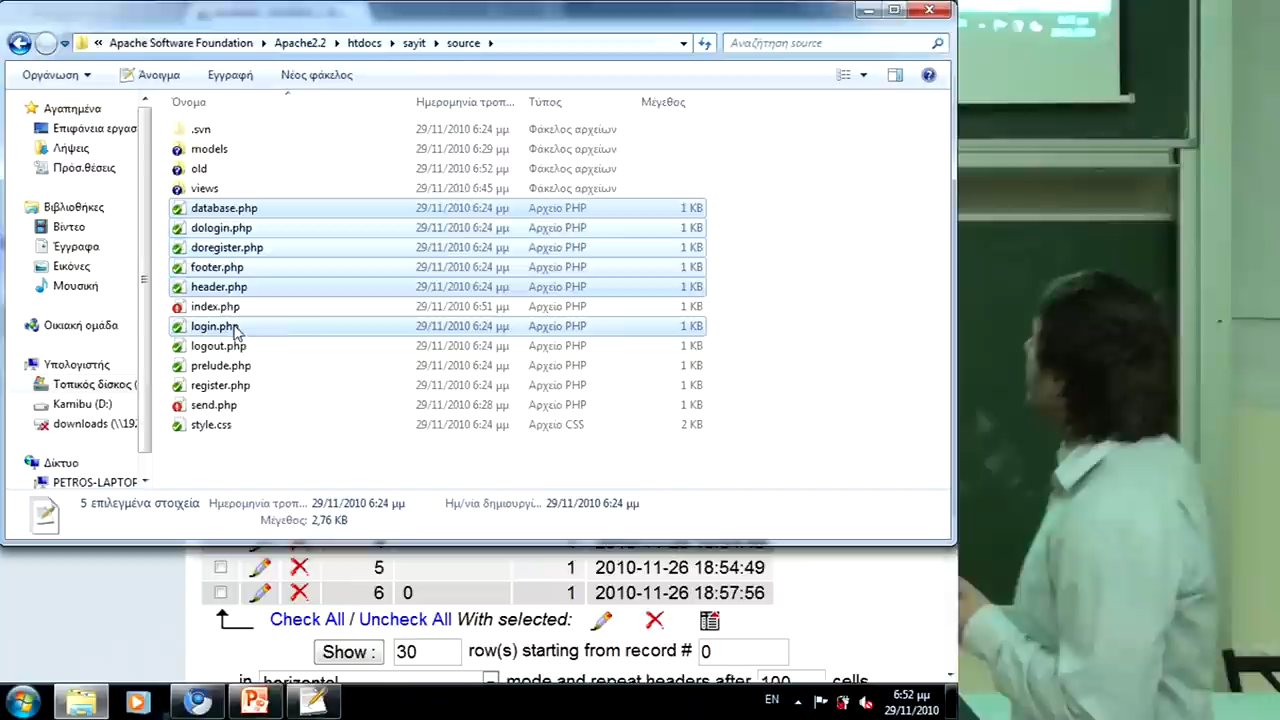 « Apache Software Foundation ▸ Apache2.2 ▸ htdocs ▸ sayit ▸ source ▸
Αναζήτηση source
Οργάνωση Άνοιγμα Εγγραφή Νέος φάκελος
Όνομα Ημερομηνία τροπ... Τύπος Μέγεθος
Αγαπημένα
Επιφάνεια εργασ
Λήψεις
Πρόσ.θέσεις
Βιβλιοθήκες
Βίντεο
Έγγραφα
Εικόνες
Μουσική
Οικιακή ομάδα
Υπολογιστής
Τοπικός δίσκος (
Kamibu (D:)
downloads (\\192
Δίκτυο
PETROS-LAPTOP
.svn 29/11/2010 6:24 μμ Φάκελος αρχείων
models 29/11/2010 6:29 μμ Φάκελος αρχείων
old 29/11/2010 6:52 μμ Φάκελος αρχείων
views 29/11/2010 6:45 μμ Φάκελος αρχείων
database.php 29/11/2010 6:24 μμ Αρχείο PHP 1 KB
dologin.php 29/11/2010 6:24 μμ Αρχείο PHP 1 KB
doregister.php 29/11/2010 6:24 μμ Αρχείο PHP 1 KB
footer.php 29/11/2010 6:24 μμ Αρχείο PHP 1 KB
header.php 29/11/2010 6:24 μμ Αρχείο PHP 1 KB
index.php 29/11/2010 6:51 μμ Αρχείο PHP 1 KB
login.php 29/11/2010 6:24 μμ Αρχείο PHP 1 KB
logout.php 29/11/2010 6:24 μμ Αρχείο PHP 1 KB
prelude.php 29/11/2010 6:24 μμ Αρχείο PHP 1 KB
register.php 29/11/2010 6:24 μμ Αρχείο PHP 1 KB
send.php 29/11/2010 6:28 μμ Αρχείο PHP 1 KB
style.css 29/11/2010 6:24 μμ Αρχείο CSS 2 KB
5 επιλεγμένα στοιχεία Ημερομηνία τροπ... 29/11/2010 6:24 μμ Ημ/νία δημιουργί... 29/11/2010 6:24 μμ
Μέγεθος: 2,76 KB
5 1 2010-11-26 18:54:49
6 0 1 2010-11-26 18:57:56
Check All / Uncheck All With selected:
Show : 30 row(s) starting from record # 0
in horizontal mode and repeat headers after 100 cells
EN 6:52 μμ
29/11/2010